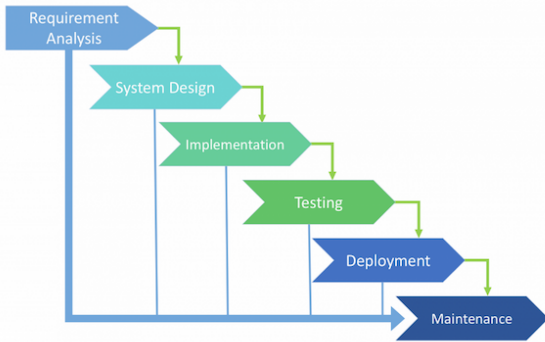 Requirement
Analysis
System Design
Implementation
Testing
Deployment
Maintenance